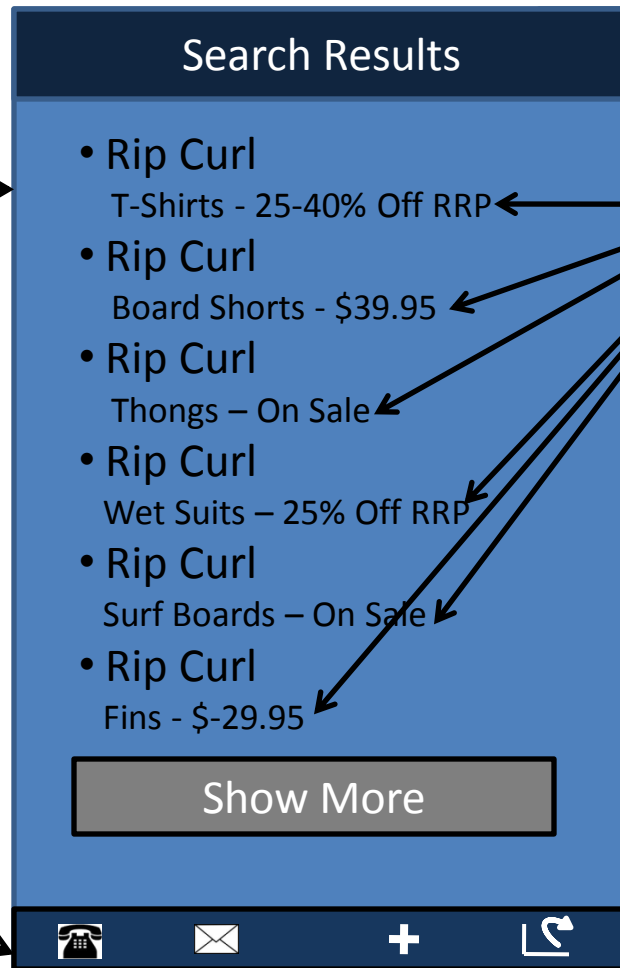 Search Results
• Rip Curl
T-Shirts - 25-40% Off RRP
• Rip Curl
Board Shorts - $39.95
• Rip Curl
Thongs – On Sale
• Rip Curl
Wet Suits – 25% Off RRP
• Rip Curl
Surf Boards – On Sale
• Rip Curl
Fins - $-29.95
Show More